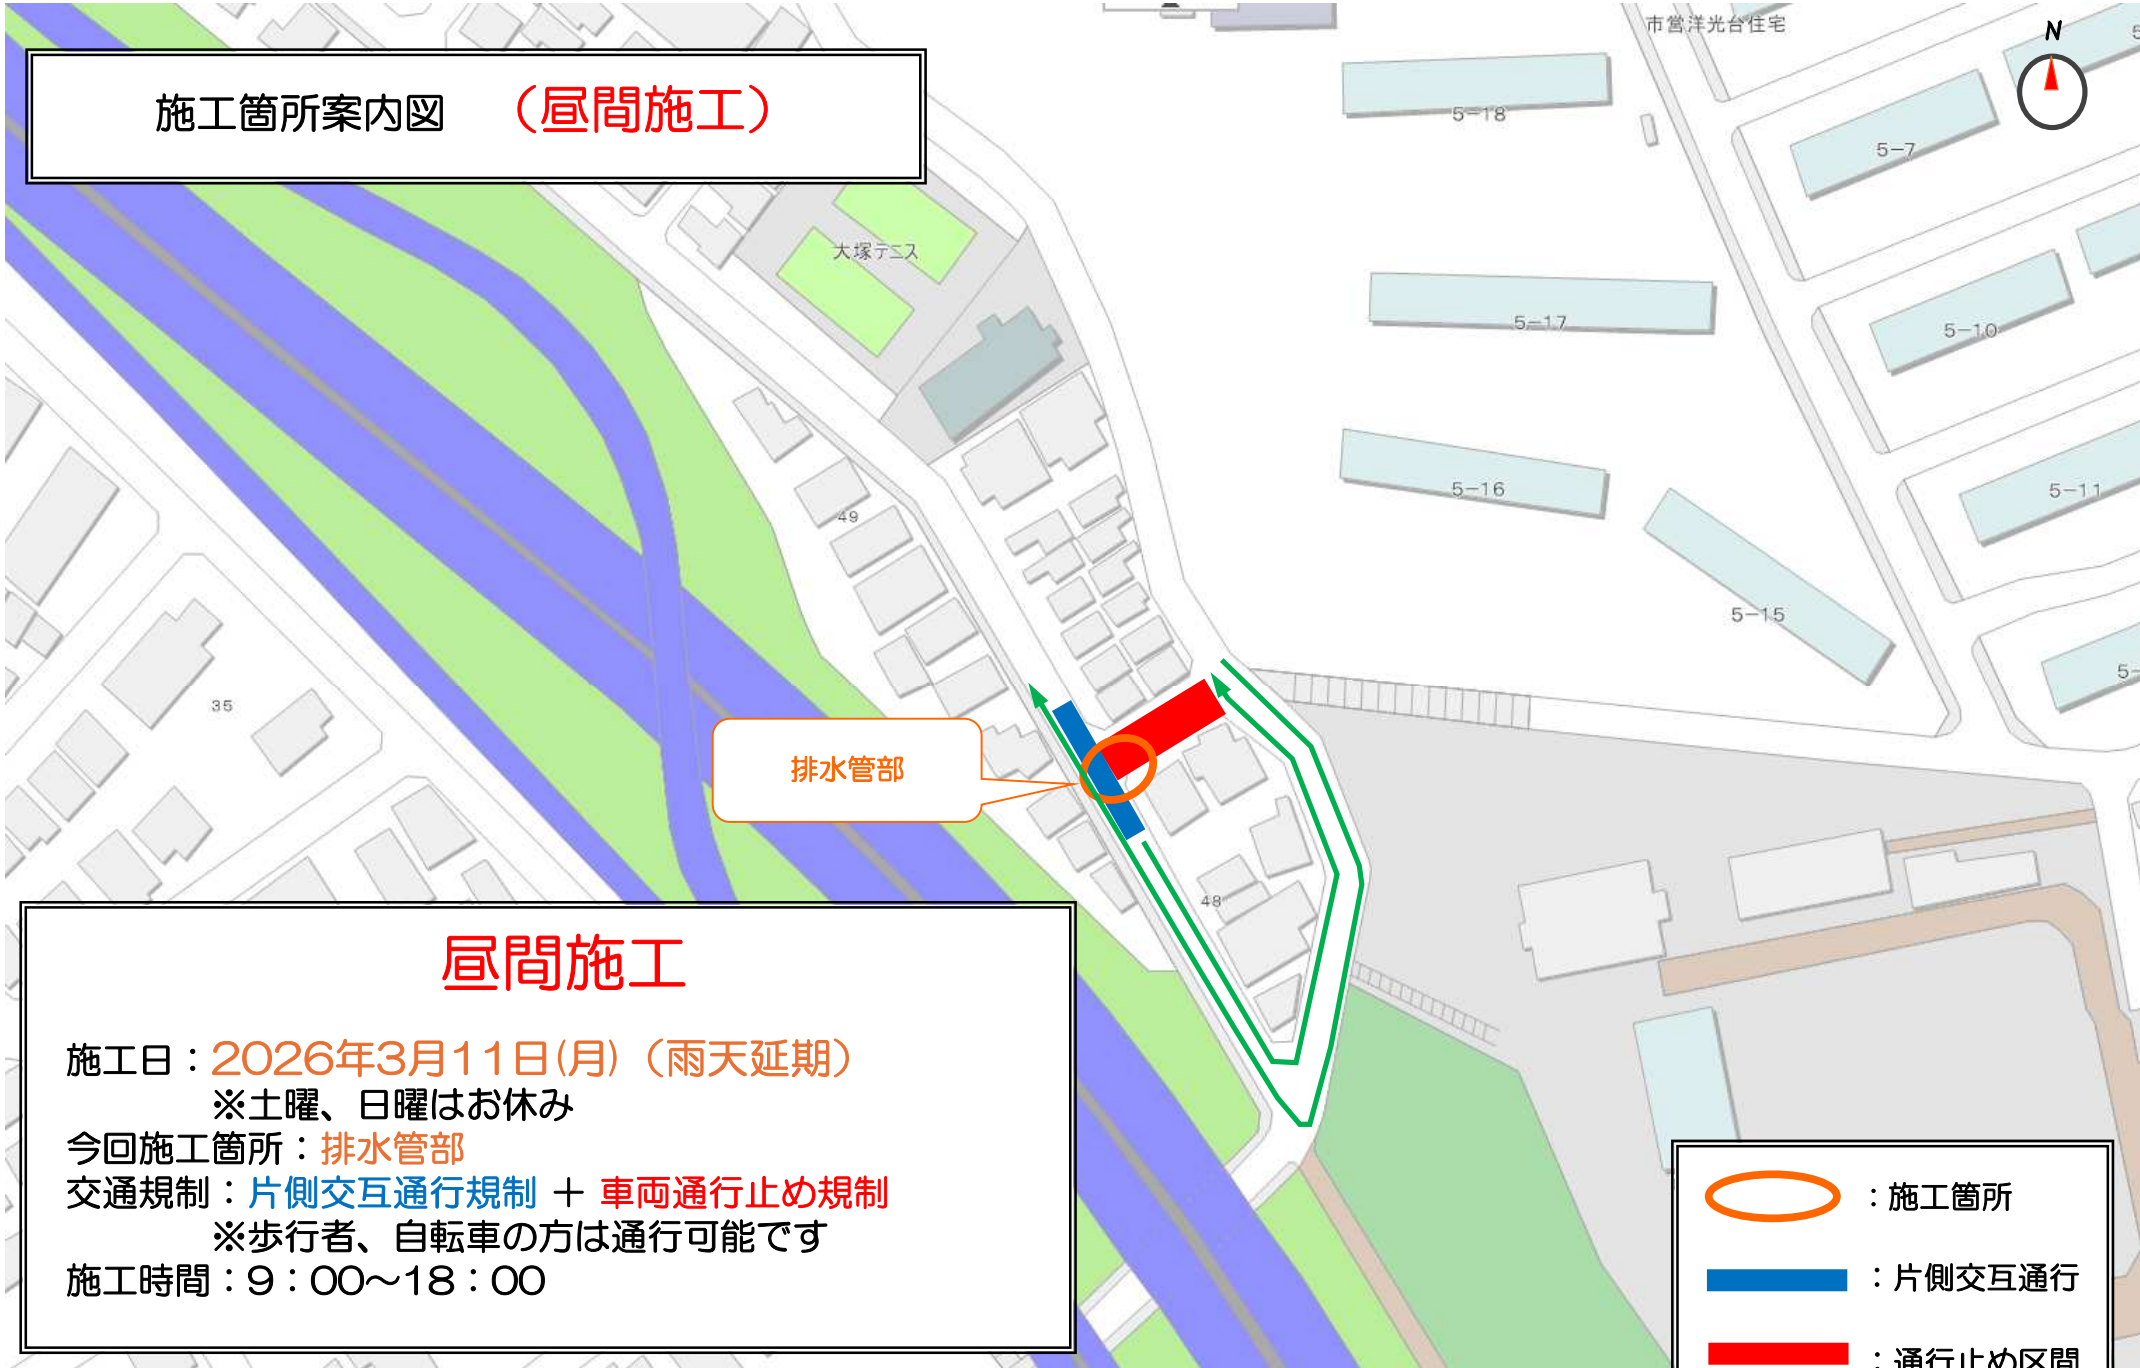 市営洋光台住宅
N
施工箇所案内図 （昼間施工）
5-18
5-7
大塚テニス
5-17
5-10
5-16
5-11
49
5-15
5-
35
排水管部
48
昼間施工
施工日：2026年3月11日(月)（雨天延期）
※土曜、日曜はお休み
今回施工箇所：排水管部
交通規制：片側交互通行規制 ＋ 車両通行止め規制
※歩行者、自転車の方は通行可能です
施工時間：9：00～18：00
：施工箇所
：片側交互通行
：通行止め区間